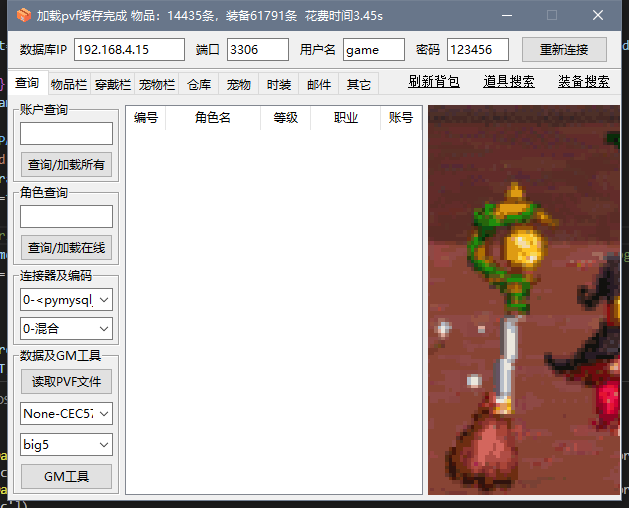 加载pvf缓存完成 物品：14435条，装备61791条 花费时间3.45s
数据库IP 192.168.4.15 端口 3306 用户名 game 密码 123456 重新连接
查询 物品栏 穿戴栏 宠物栏 仓库 宠物 时装 邮件 其它 刷新背包 道具搜索 装备搜索
账户查询
查询/加载所有
角色查询
查询/加载在线
连接器及编码
0-<pymysql.
0-混合
数据及GM工具
读取PVF文件
None-CEC57
big5
GM工具
编号 角色名 等级 职业 账号